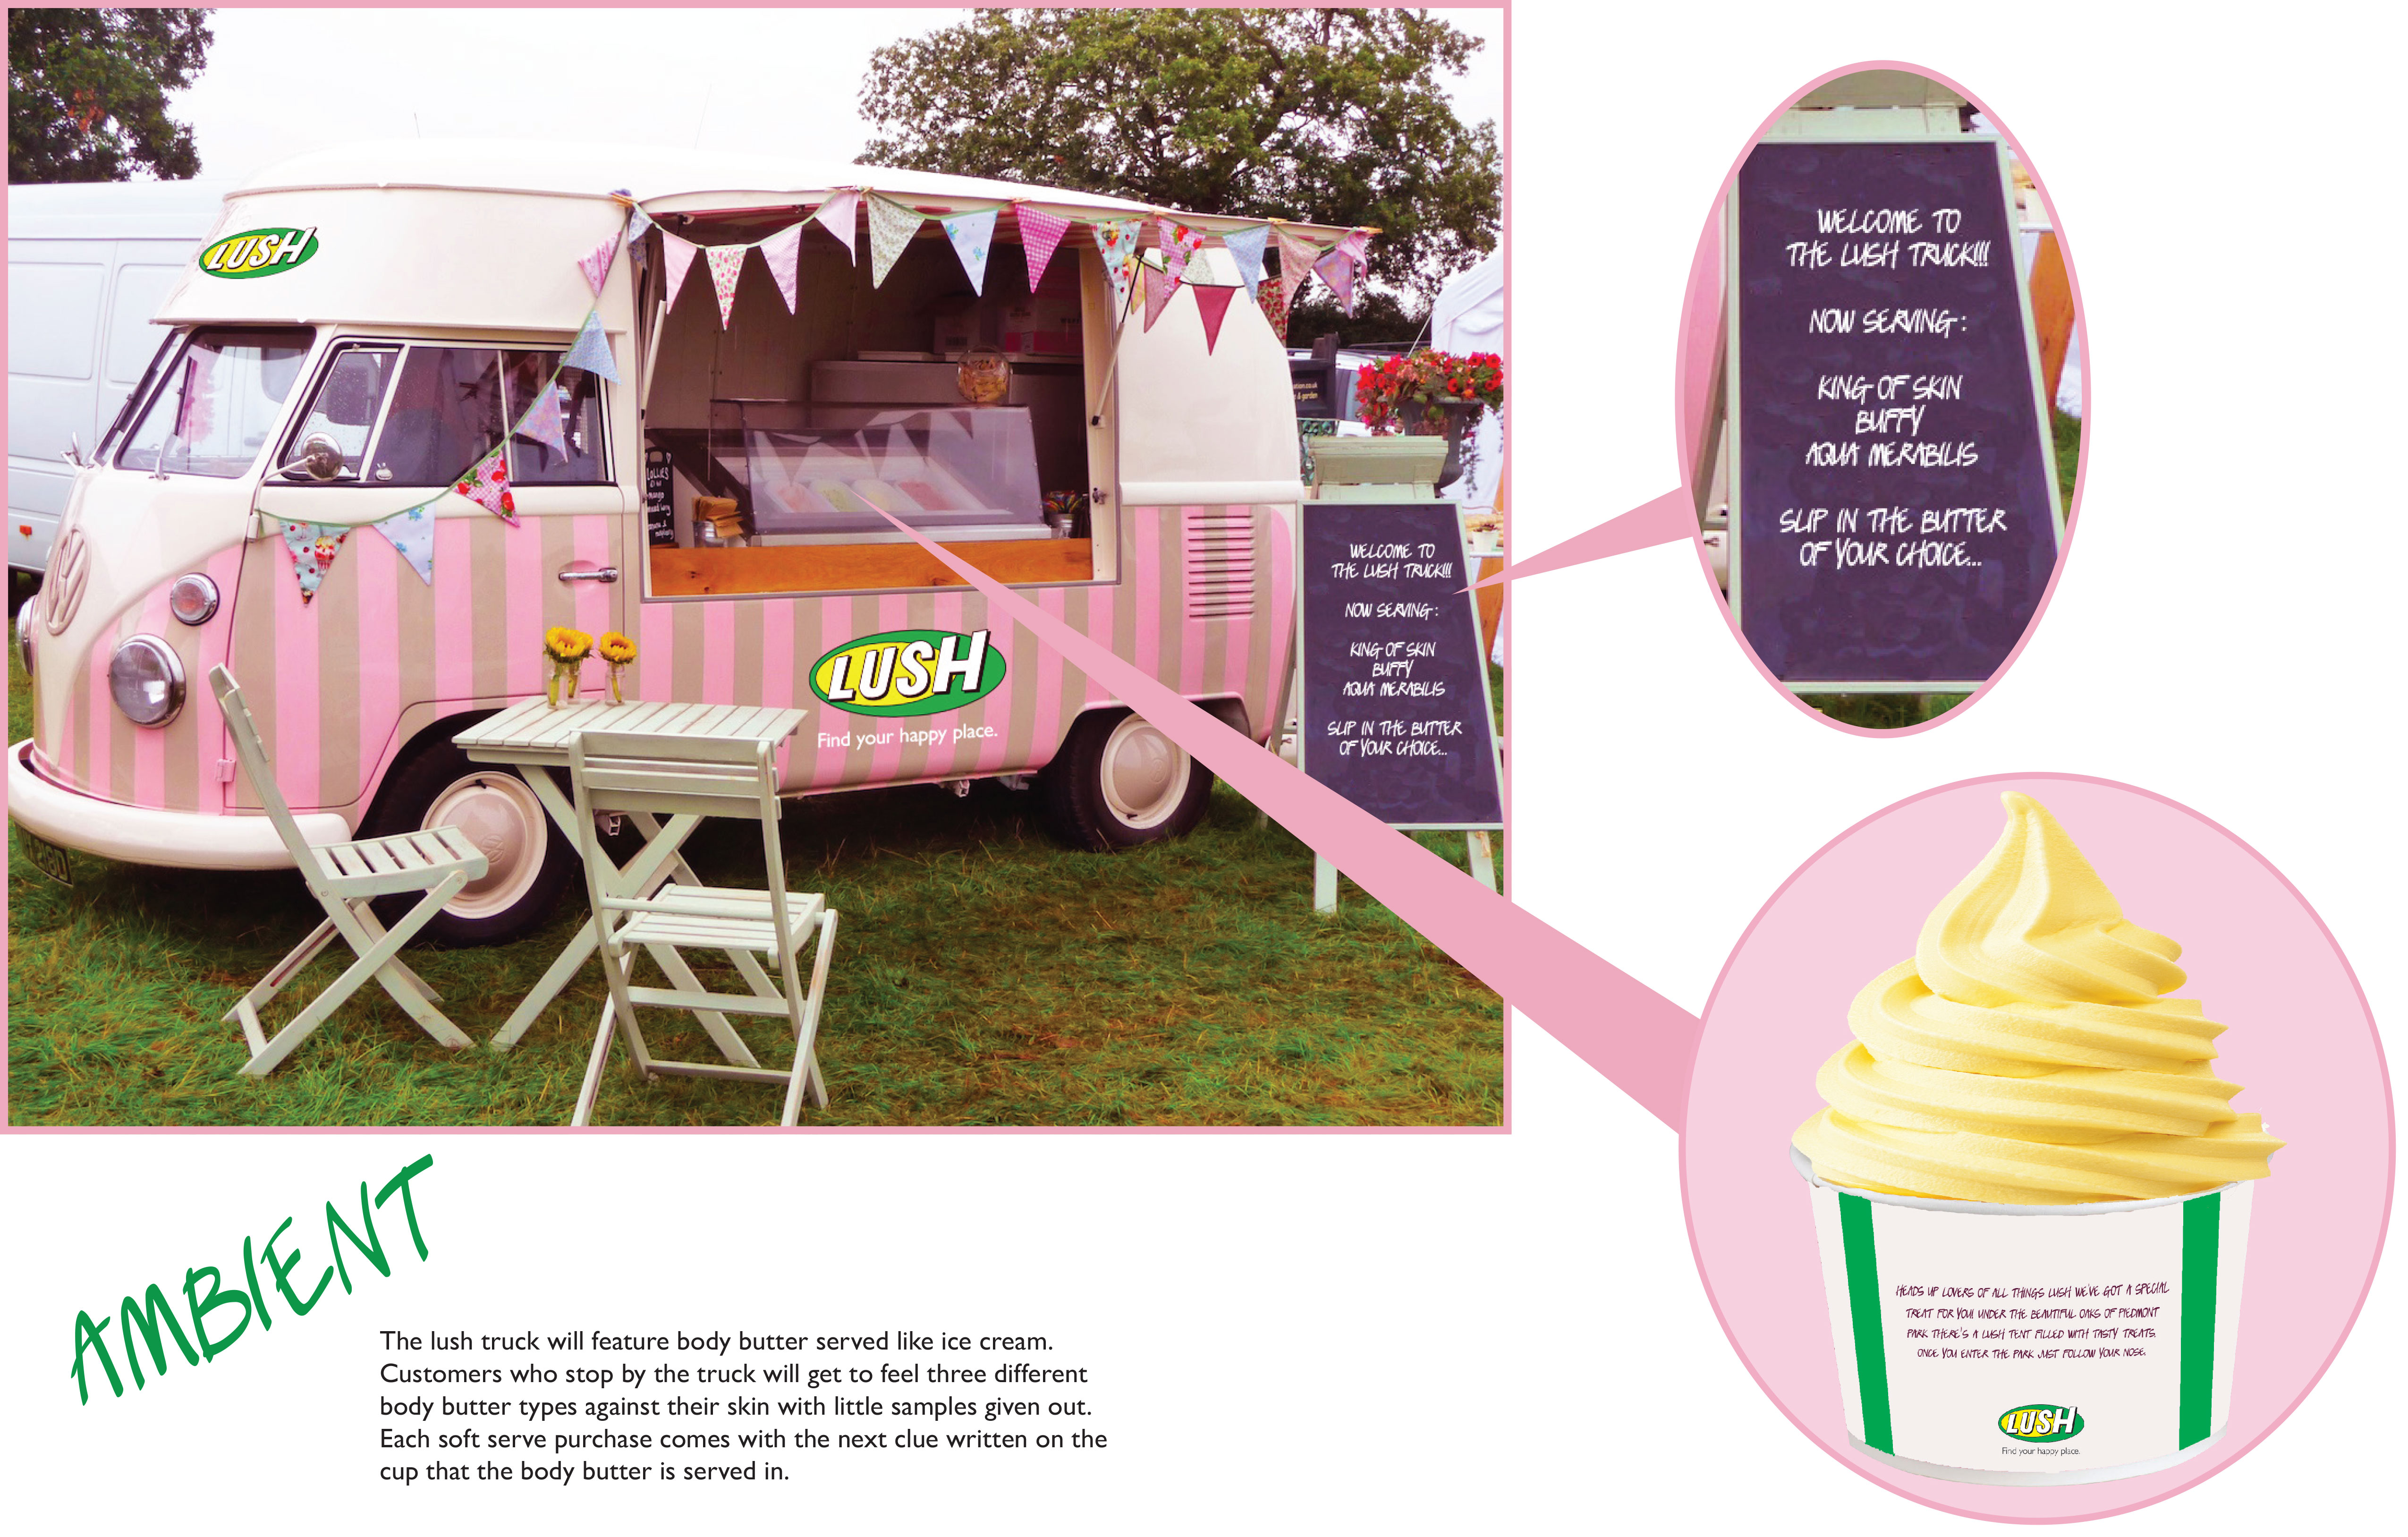 LUSH
LOLLIES
mango
WELCOME TO
THE LUSH TRUCK!!!
NOW SERVING:
KING OF SKIN
BUFFY
AQUA MERABILIS
SLIP IN THE BUTTER
OF YOUR CHOICE...
LUSH
Find your happy place.
WELCOME TO
THE LUSH TRUCK!!!
NOW SERVING:
KING OF SKIN
BUFFY
AQUA MERABILIS
SLIP IN THE BUTTER
OF YOUR CHOICE...
HEADS UP LOVERS OF ALL THINGS LUSH WE'VE GOT A SPECIAL
TREAT FOR YOU! UNDER THE BEAUTIFUL OAKS OF PIEDMONT
PARK THERE'S A LUSH TENT FILLED WITH TASTY TREATS.
ONCE YOU ENTER THE PARK JUST FOLLOW YOUR NOSE.
LUSH
Find your happy place.
AMBIENT
The lush truck will feature body butter served like ice cream.
Customers who stop by the truck will get to feel three different
body butter types against their skin with little samples given out.
Each soft serve purchase comes with the next clue written on the
cup that the body butter is served in.